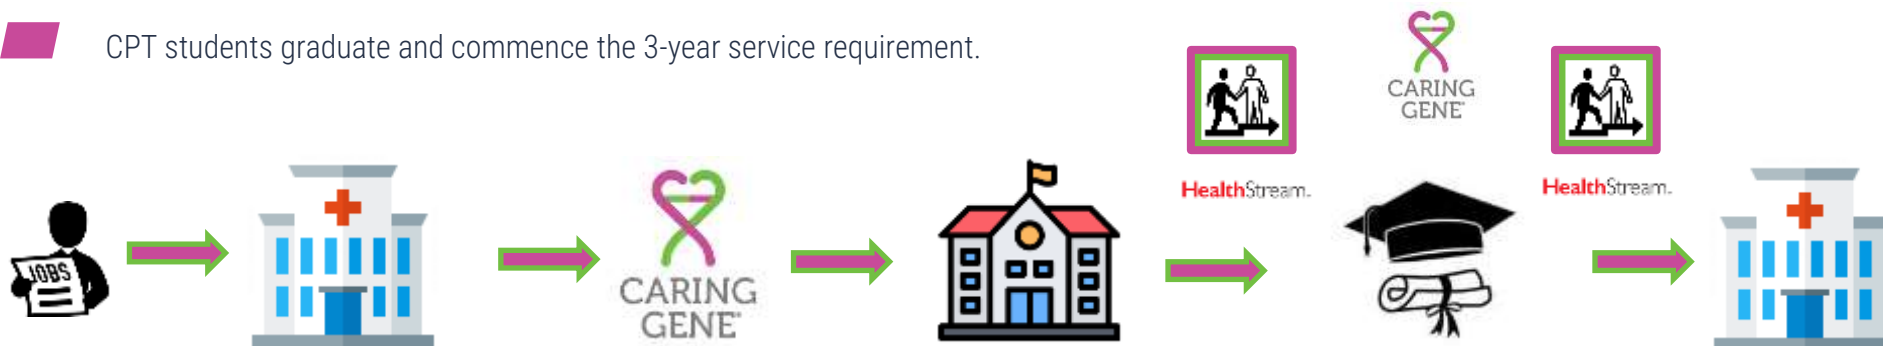 CPT students graduate and commence the 3-year service requirement.
CARING
GENE®
HealthStream.
HealthStream.
JOBS
CARING
GENE®